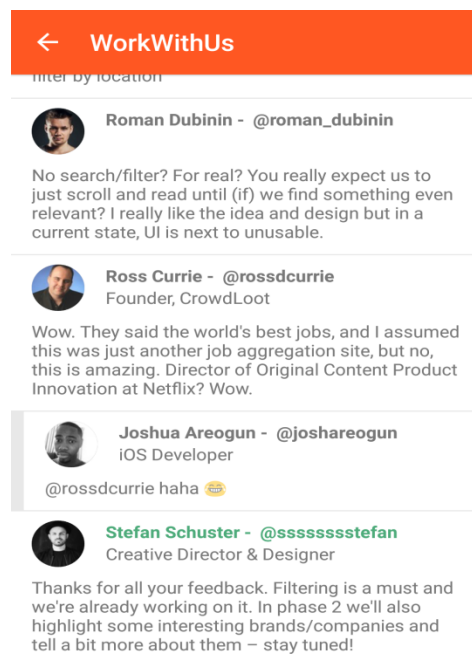 WorkWithUs
filter by location
Roman Dubinin - @roman_dubinin
No search/filter? For real? You really expect us to
just scroll and read until (if) we find something even
relevant? I really like the idea and design but in a
current state, UI is next to unusable.
Ross Currie - @rossdcurrie
Founder, CrowdLoot
Wow. They said the world's best jobs, and I assumed
this was just another job aggregation site, but no,
this is amazing. Director of Original Content Product
Innovation at Netflix? Wow.
Joshua Areogun - @joshareogun
iOS Developer
@rossdcurrie haha 😁
Stefan Schuster - @sssssssstefan
Creative Director & Designer
Thanks for all your feedback. Filtering is a must and
we're already working on it. In phase 2 we'll also
highlight some interesting brands/companies and
tell a bit more about them – stay tuned!